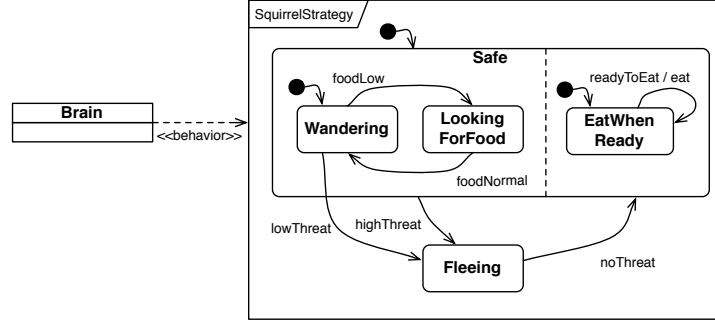 SquirrelStrategy
Safe
foodLow
readyToEat / eat
Brain
<<behavior>>
Wandering
Looking
ForFood
EatWhen
Ready
foodNormal
lowThreat
highThreat
Fleeing
noThreat